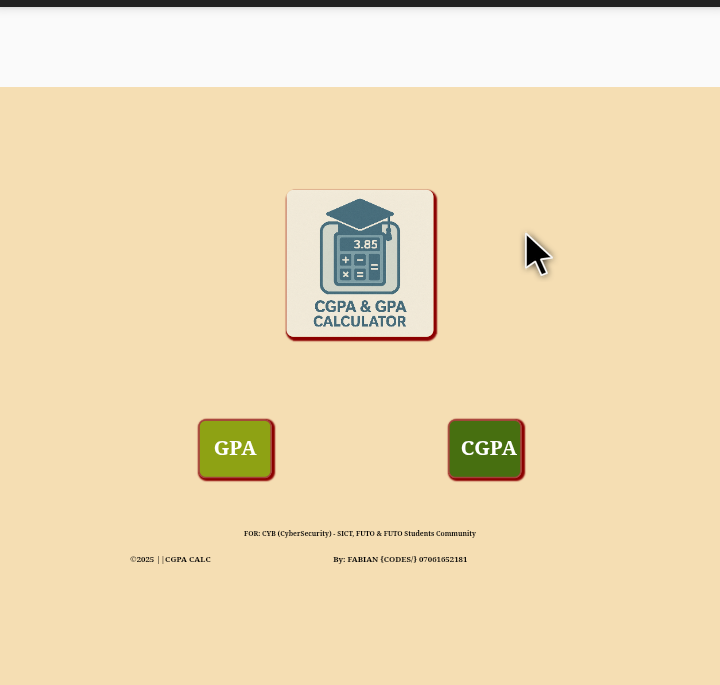 3.85
CGPA & GPA
CALCULATOR
GPA
CGPA
FOR: CYB (CyberSecurity) - SICT, FUTO & FUTO Students Community
©2025 ||CGPA CALC
By: FABIAN {CODES/} 07061652181